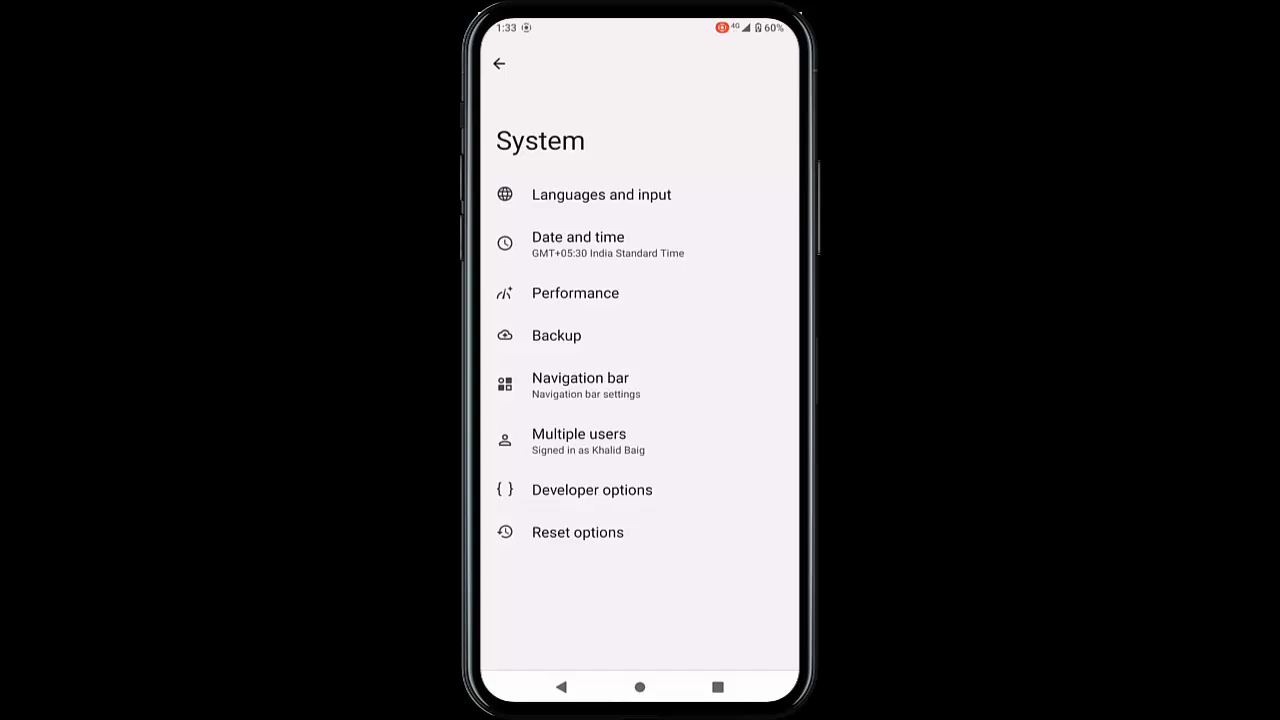 1:33 4G 60%
System
Languages and input
Date and time
GMT+05:30 India Standard Time
Performance
Backup
Navigation bar
Navigation bar settings
Multiple users
Signed in as Khalid Baig
{ } Developer options
Reset options